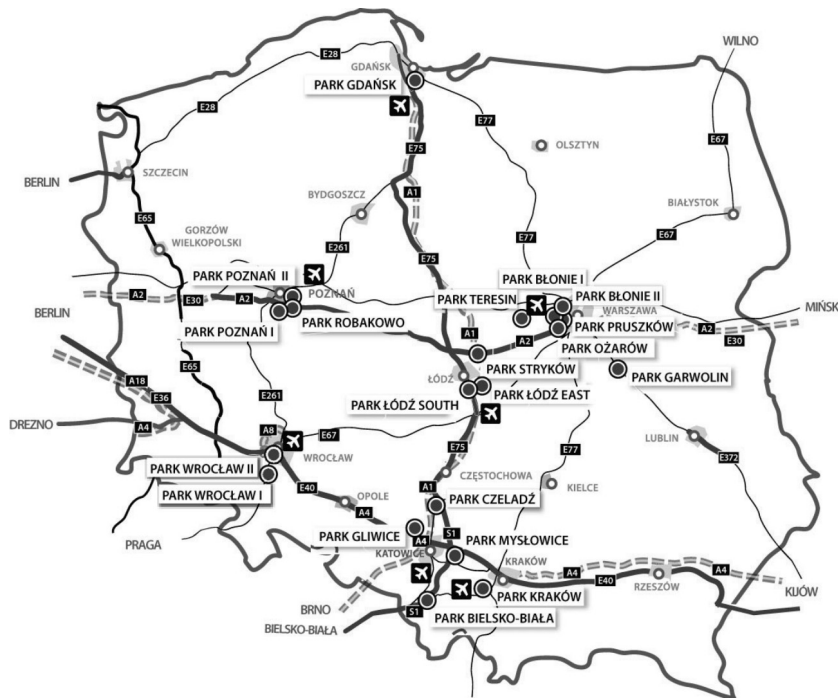 WILNO
E28
GDAŃSK
PARK GDAŃSK
E28
E77
E75
OLSZTYN
E67
BERLIN
SZCZECIN
A1
BYDGOSZCZ
BIAŁYSTOK
E65
GORZÓW
WIELKOPOLSKI
E261
E77
E67
E75
PARK POZNAŃ II
PARK BŁONIE I
BERLIN
A2
E30
A2
POZNAŃ
PARK TERESIN
PARK BŁONIE II
WARSZAWA
MIŃSK
PARK POZNAŃ I
PARK ROBAKOWO
A1
A2
PARK PRUSZKÓW
A2
E30
PARK OŻARÓW
E65
PARK STRYKÓW
PARK GARWOLIN
A18
E36
ŁÓDŹ
E261
PARK ŁÓDŹ SOUTH
PARK ŁÓDŹ EAST
DREZNO
A4
A8
E67
E75
E77
LUBLIN
E372
WROCŁAW
PARK WROCŁAW II
CZĘSTOCHOWA
KIELCE
PARK WROCŁAW I
E40
A1
OPOLE
A4
PARK CZELADŹ
PRAGA
PARK GLIWICE
S1
A4
PARK MYSŁOWICE
KATOWICE
KRAKÓW
A4
E40
RZESZÓW
A4
KIJÓW
BRNO
S1
PARK KRAKÓW
BIELSKO-BIAŁA
PARK BIELSKO-BIAŁA